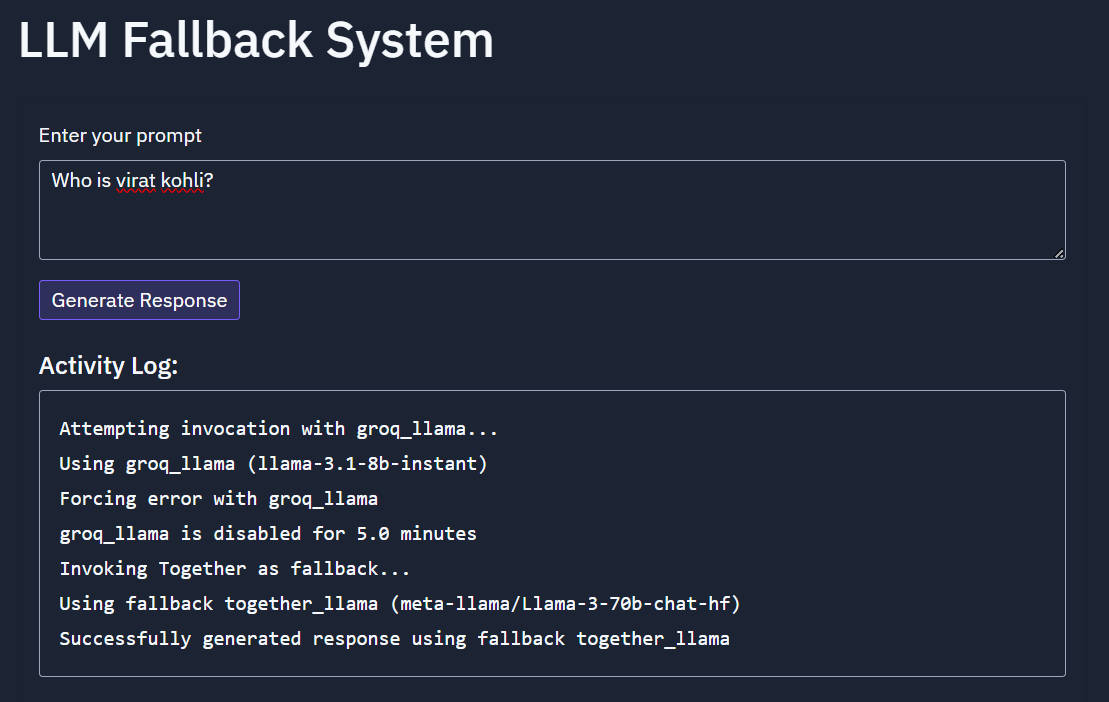 LLM Fallback System
Enter your prompt
Who is virat kohli?
Generate Response
Activity Log:
Attempting invocation with groq_llama...
Using groq_llama (llama-3.1-8b-instant)
Forcing error with groq_llama
groq_llama is disabled for 5.0 minutes
Invoking Together as fallback...
Using fallback together_llama (meta-llama/Llama-3-70b-chat-hf)
Successfully generated response using fallback together_llama